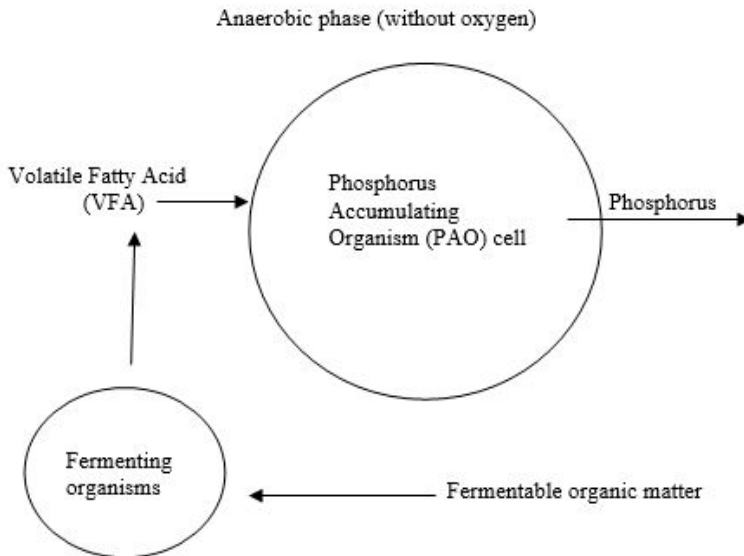 Anaerobic phase (without oxygen)
Volatile Fatty Acid
(VFA)
Phosphorus
Accumulating
Organism (PAO) cell
Phosphorus
Fermenting
organisms
Fermentable organic matter